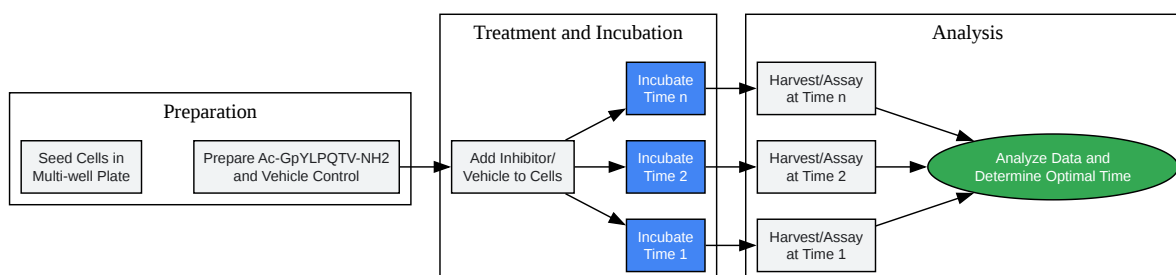 Preparation
Seed Cells in
Multi-well Plate
Prepare Ac-GpYLPQTV-NH2
and Vehicle Control
Treatment and Incubation
Add Inhibitor/
Vehicle to Cells
Incubate
Time n
Incubate
Time 2
Incubate
Time 1
Analysis
Harvest/Assay
at Time n
Harvest/Assay
at Time 2
Harvest/Assay
at Time 1
Analyze Data and
Determine Optimal Time